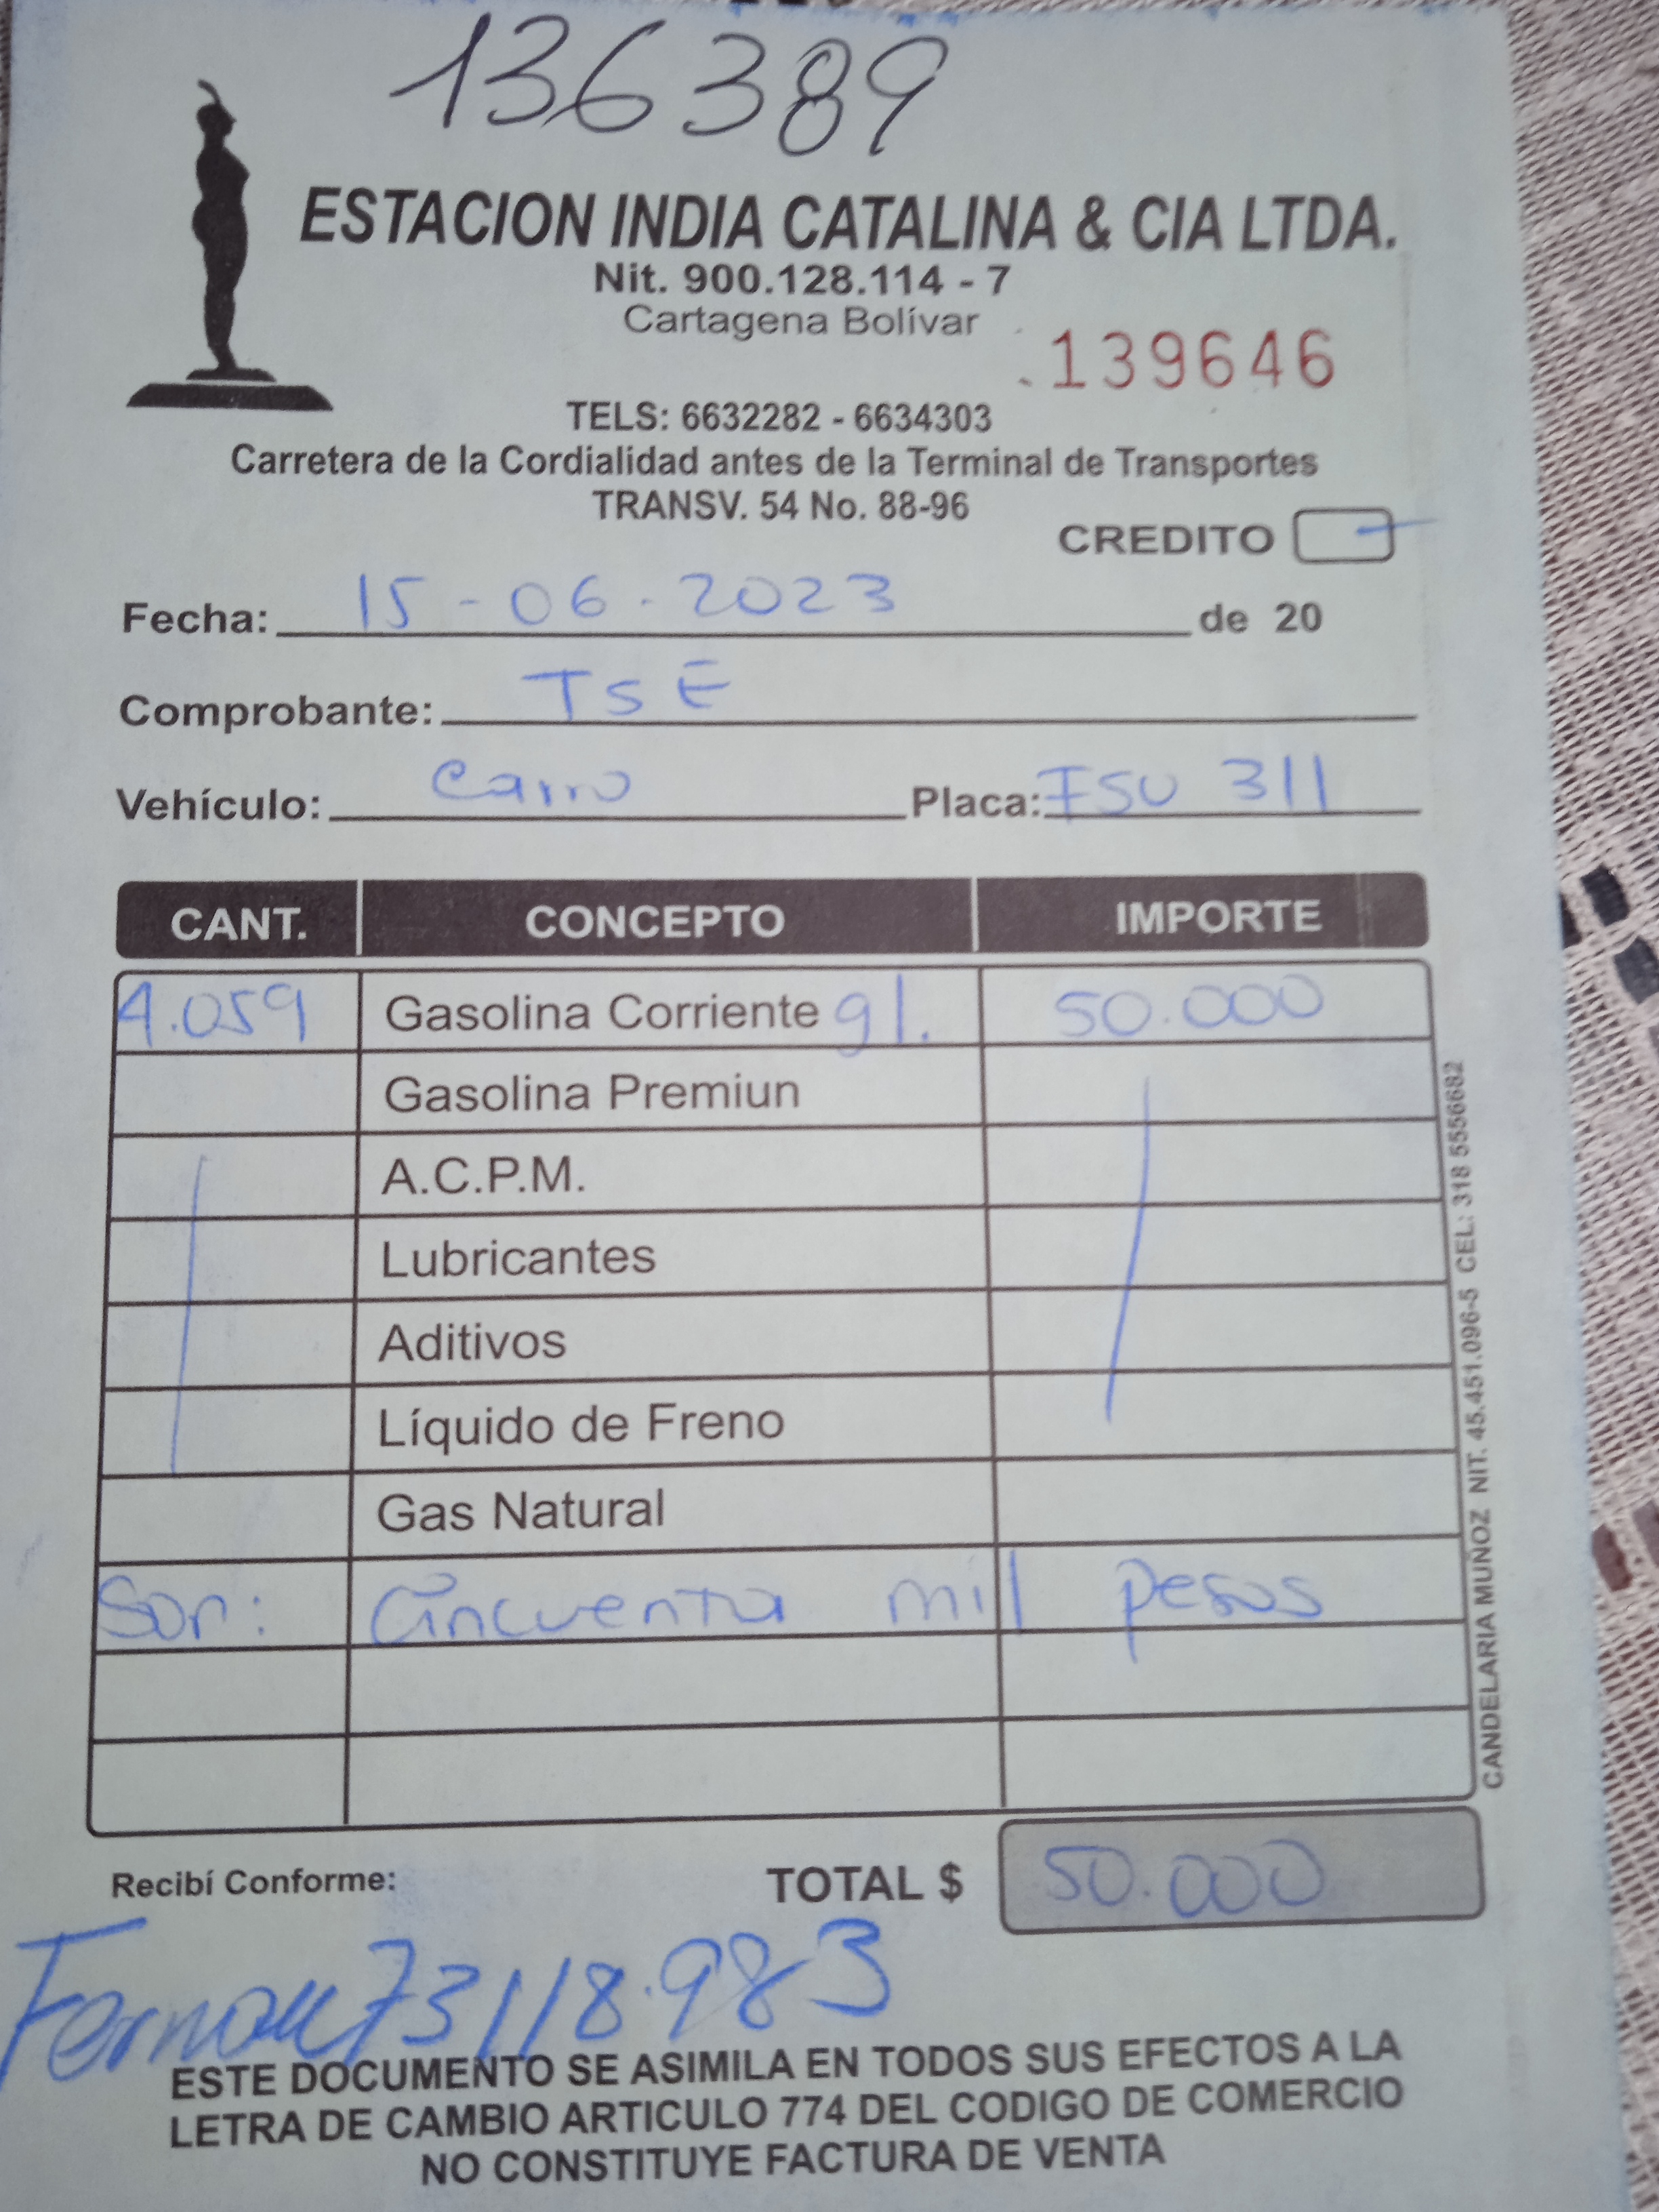 136389
ESTACION INDIA CATALINA & CIA LTDA.
Nit. 900.128.114 - 7
Cartagena Bolívar
139646
TELS: 6632282 - 6634303
Carretera de la Cordialidad antes de la Terminal de Transportes
TRANSV. 54 No. 88-96
CREDITO
Fecha: 15 - 06 - 2023 de 20
Comprobante: TSE
Vehículo: Carro Placa: ISU 311
CANT. CONCEPTO IMPORTE
4.059 Gasolina Corriente gl. 50.000
Gasolina Premiun
A.C.P.M.
Lubricantes
Aditivos
Líquido de Freno
Gas Natural
Son: Cincuenta mil pesos
CANDELARIA MUÑOZ NIT. 45.451.096-5 CEL: 318 5556682
Recibí Conforme: TOTAL $ 50.000
73118.983
ESTE DOCUMENTO SE ASIMILA EN TODOS SUS EFECTOS A LA
LETRA DE CAMBIO ARTICULO 774 DEL CODIGO DE COMERCIO
NO CONSTITUYE FACTURA DE VENTA